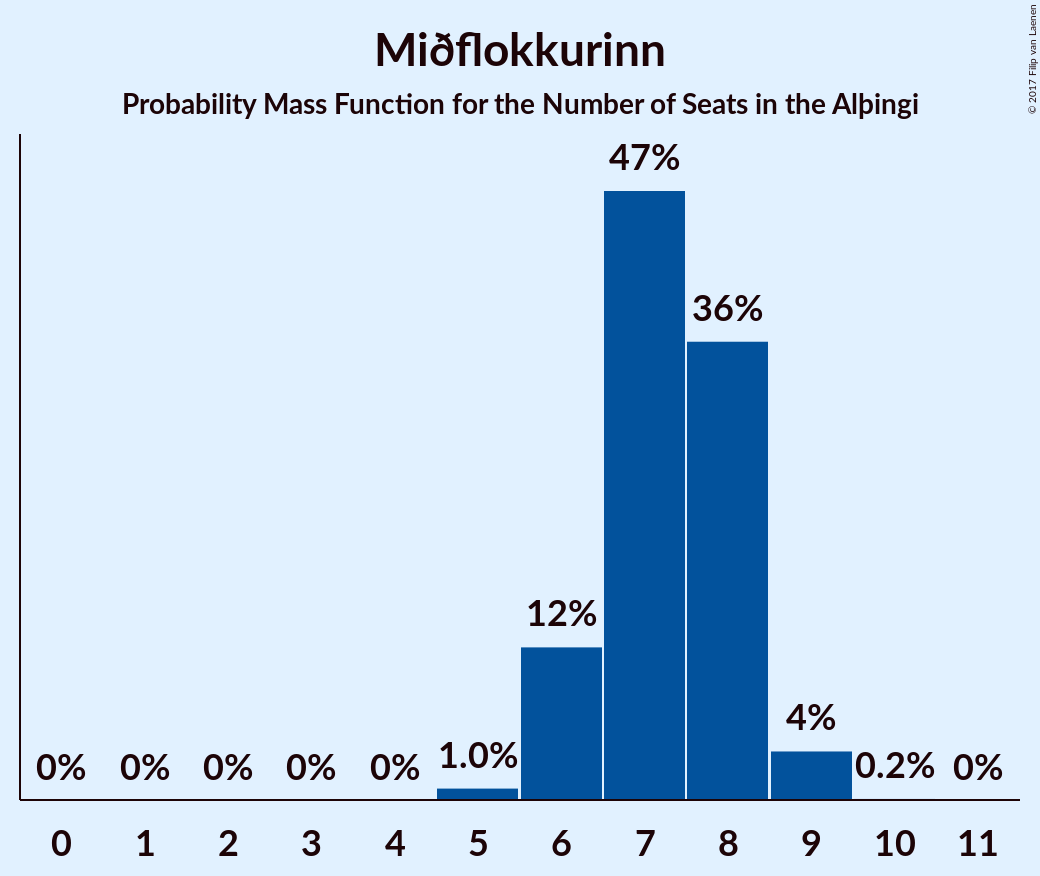 Miðflokkurinn
Probability Mass Function for the Number of Seats in the Alþingi
© 2017 Filip van Laenen
47%
36%
12%
4%
0% 0% 0% 0% 0% 1.0% 0.2% 0%
0 1 2 3 4 5 6 7 8 9 10 11